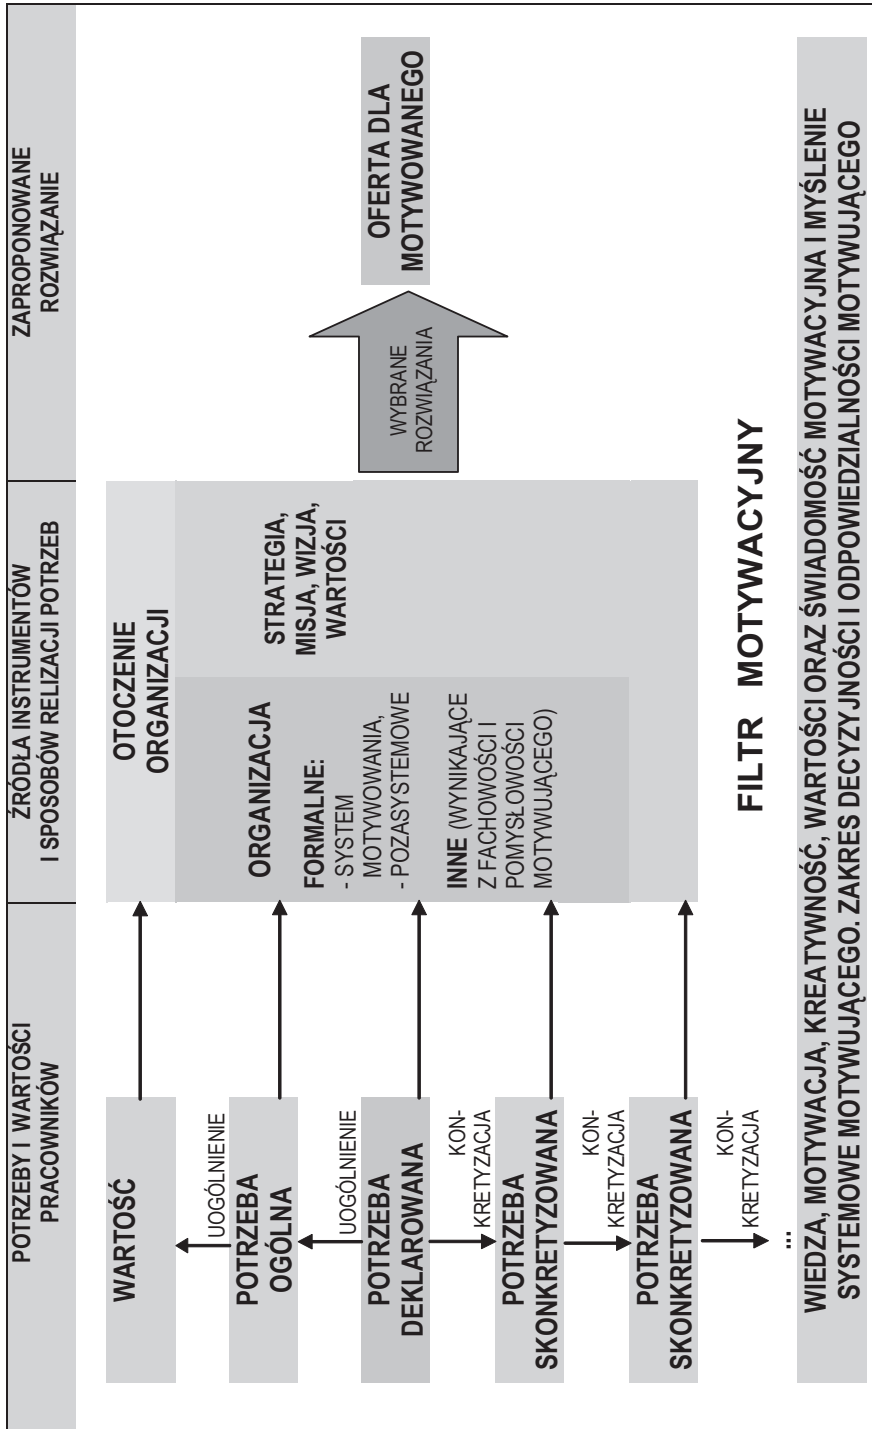 POTRZEBY I WARTOŚCI
PRACOWNIKÓW
ŹRÓDŁA INSTRUMENTÓW
I SPOSOBÓW RELIZACJI POTRZEB
ZAPROPONOWANE
ROZWIĄZANIE
WARTOŚĆ
UOGÓLNIENIE
POTRZEBA
OGÓLNA
UOGÓLNIENIE
POTRZEBA
DEKLAROWANA
KON-
KRETYZACJA
POTRZEBA
SKONKRETYZOWANA
KON-
KRETYZACJA
POTRZEBA
SKONKRETYZOWANA
KON-
KRETYZACJA
...
OTOCZENIE
ORGANIZACJI
ORGANIZACJA
FORMALNE:
- SYSTEM
MOTYWOWANIA,
- POZASYSTEMOWE
INNE (WYNIKAJĄCE
Z FACHOWOŚCI I
POMYSŁOWOŚCI
MOTYWUJĄCEGO)
STRATEGIA,
MISJA, WIZJA,
WARTOŚCI
WYBRANE
ROZWIĄZANIA
OFERTA DLA
MOTYWOWANEGO
FILTR MOTYWACYJNY
WIEDZA, MOTYWACJA, KREATYWNOŚĆ, WARTOŚCI ORAZ ŚWIADOMOŚĆ MOTYWACYJNA I MYŚLENIE
SYSTEMOWE MOTYWUJĄCEGO. ZAKRES DECYZYJNOŚCI I ODPOWIEDZIALNOŚCI MOTYWUJĄCEGO